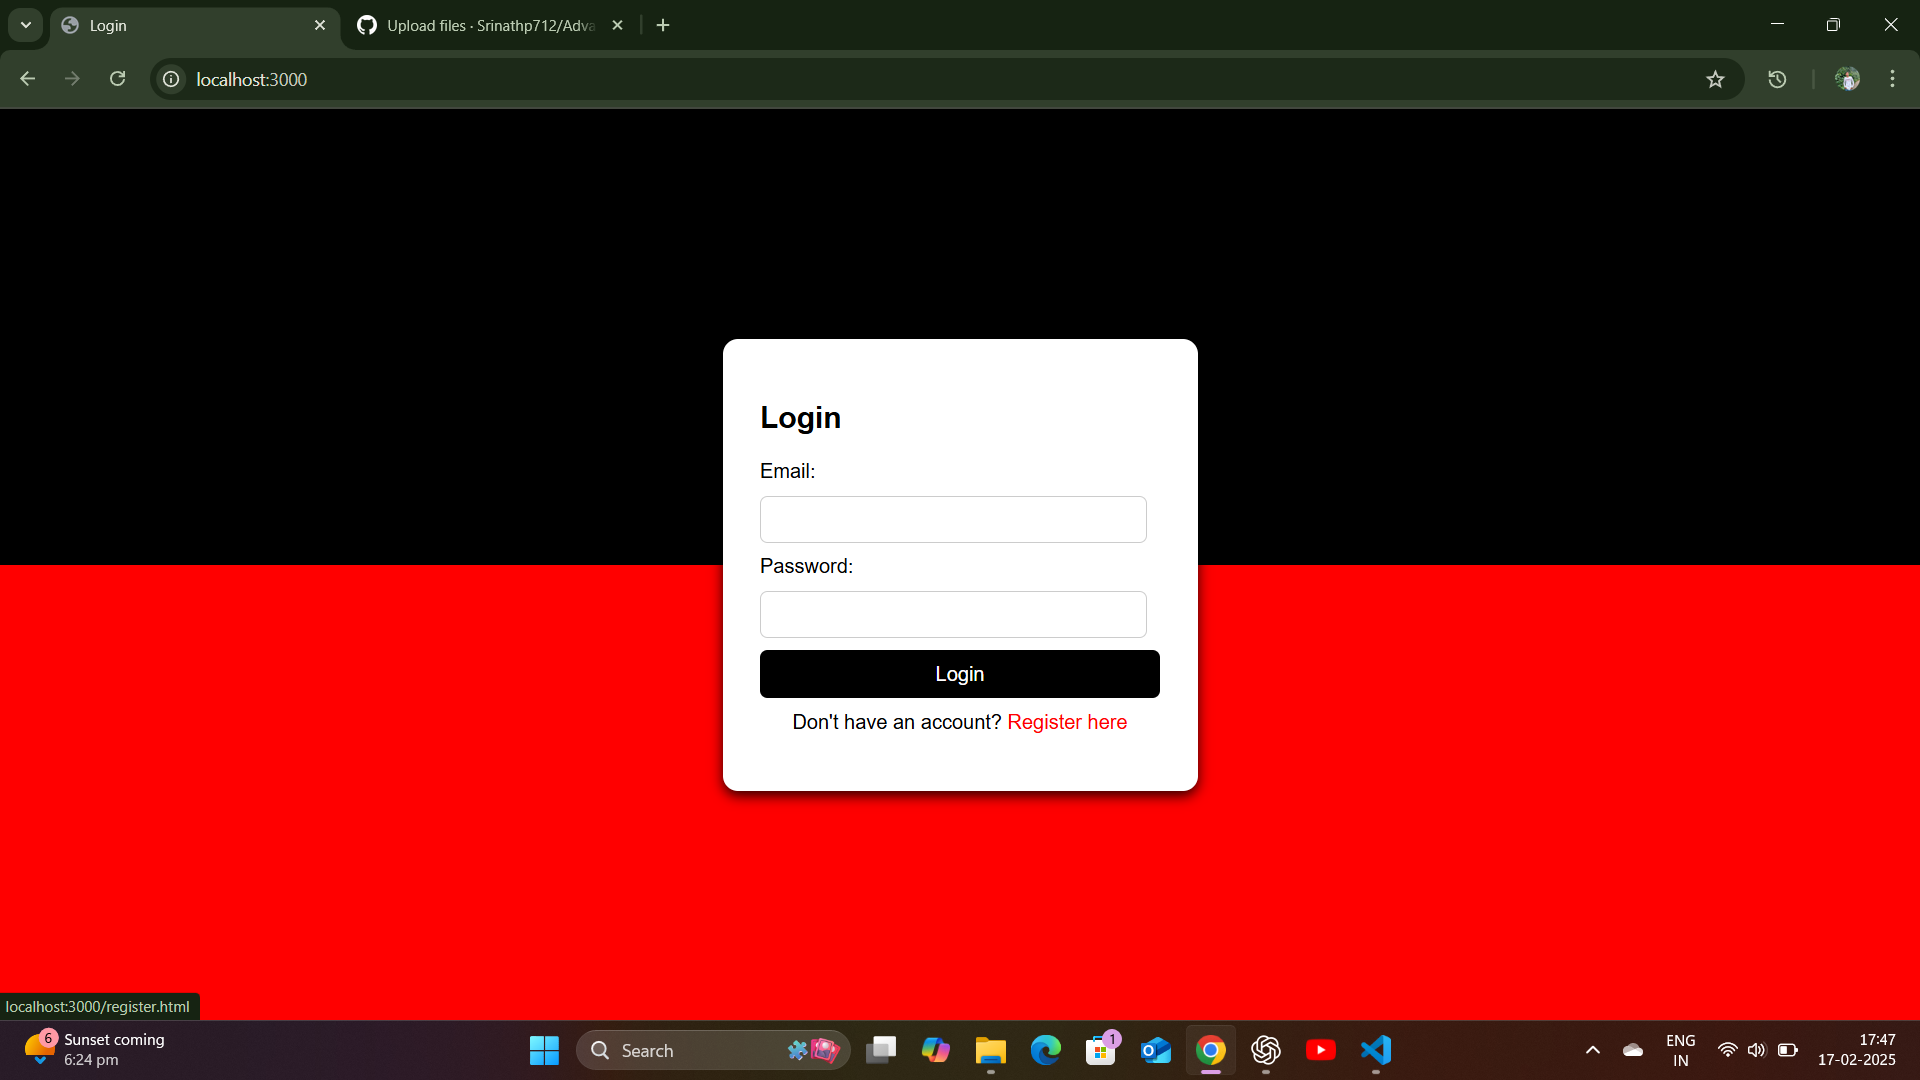 Login
Upload files · Srinathp712/Adva
localhost:3000
Login
Email:
Password:
Login
Don't have an account? Register here
localhost:3000/register.html
6
Sunset coming
6:24 pm
Search
1
ENG
IN
17:47
17-02-2025